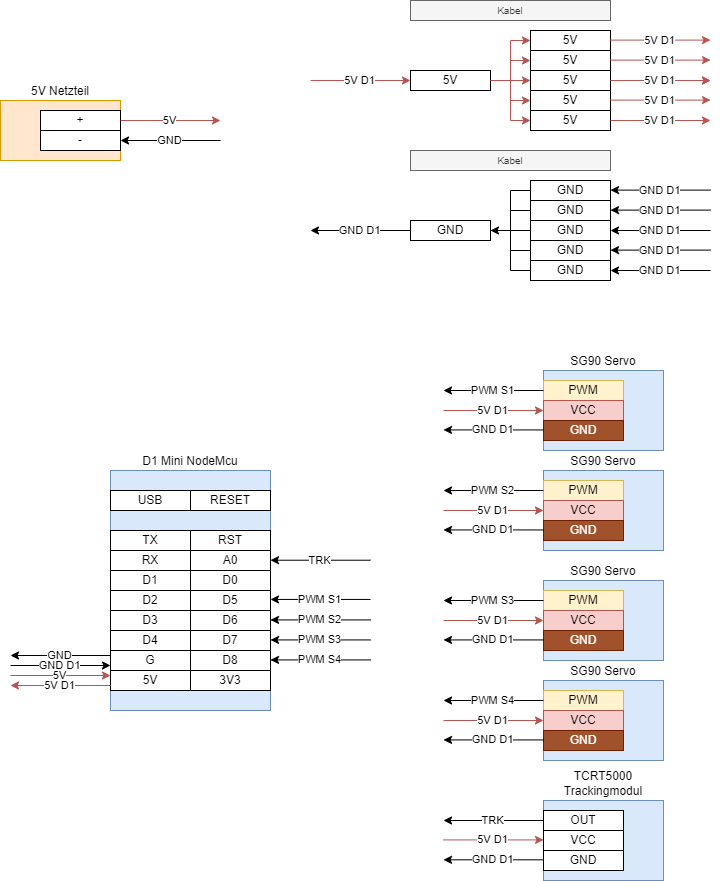 Kabel
5V
5V D1
5V D1
5V
5V
5V D1
5V
5V D1
5V
5V D1
5V
5V D1
5V Netzteil
+
5V
-
GND
Kabel
GND
GND D1
GND
GND D1
GND D1
GND
GND
GND D1
GND
GND D1
GND
GND D1
SG90 Servo
PWM S1
PWM
5V D1
VCC
GND D1
GND
SG90 Servo
PWM S2
PWM
5V D1
VCC
GND D1
GND
SG90 Servo
PWM S3
PWM
5V D1
VCC
GND D1
GND
SG90 Servo
PWM S4
PWM
5V D1
VCC
GND D1
GND
TCRT5000
Trackingmodul
TRK
OUT
5V D1
VCC
GND D1
GND
D1 Mini NodeMcu
USB
RESET
TX
RST
RX
A0
TRK
D1
D0
D2
D5
PWM S1
D3
D6
PWM S2
D4
D7
PWM S3
GND
GND D1
G
D8
PWM S4
5V
5V D1
5V
3V3